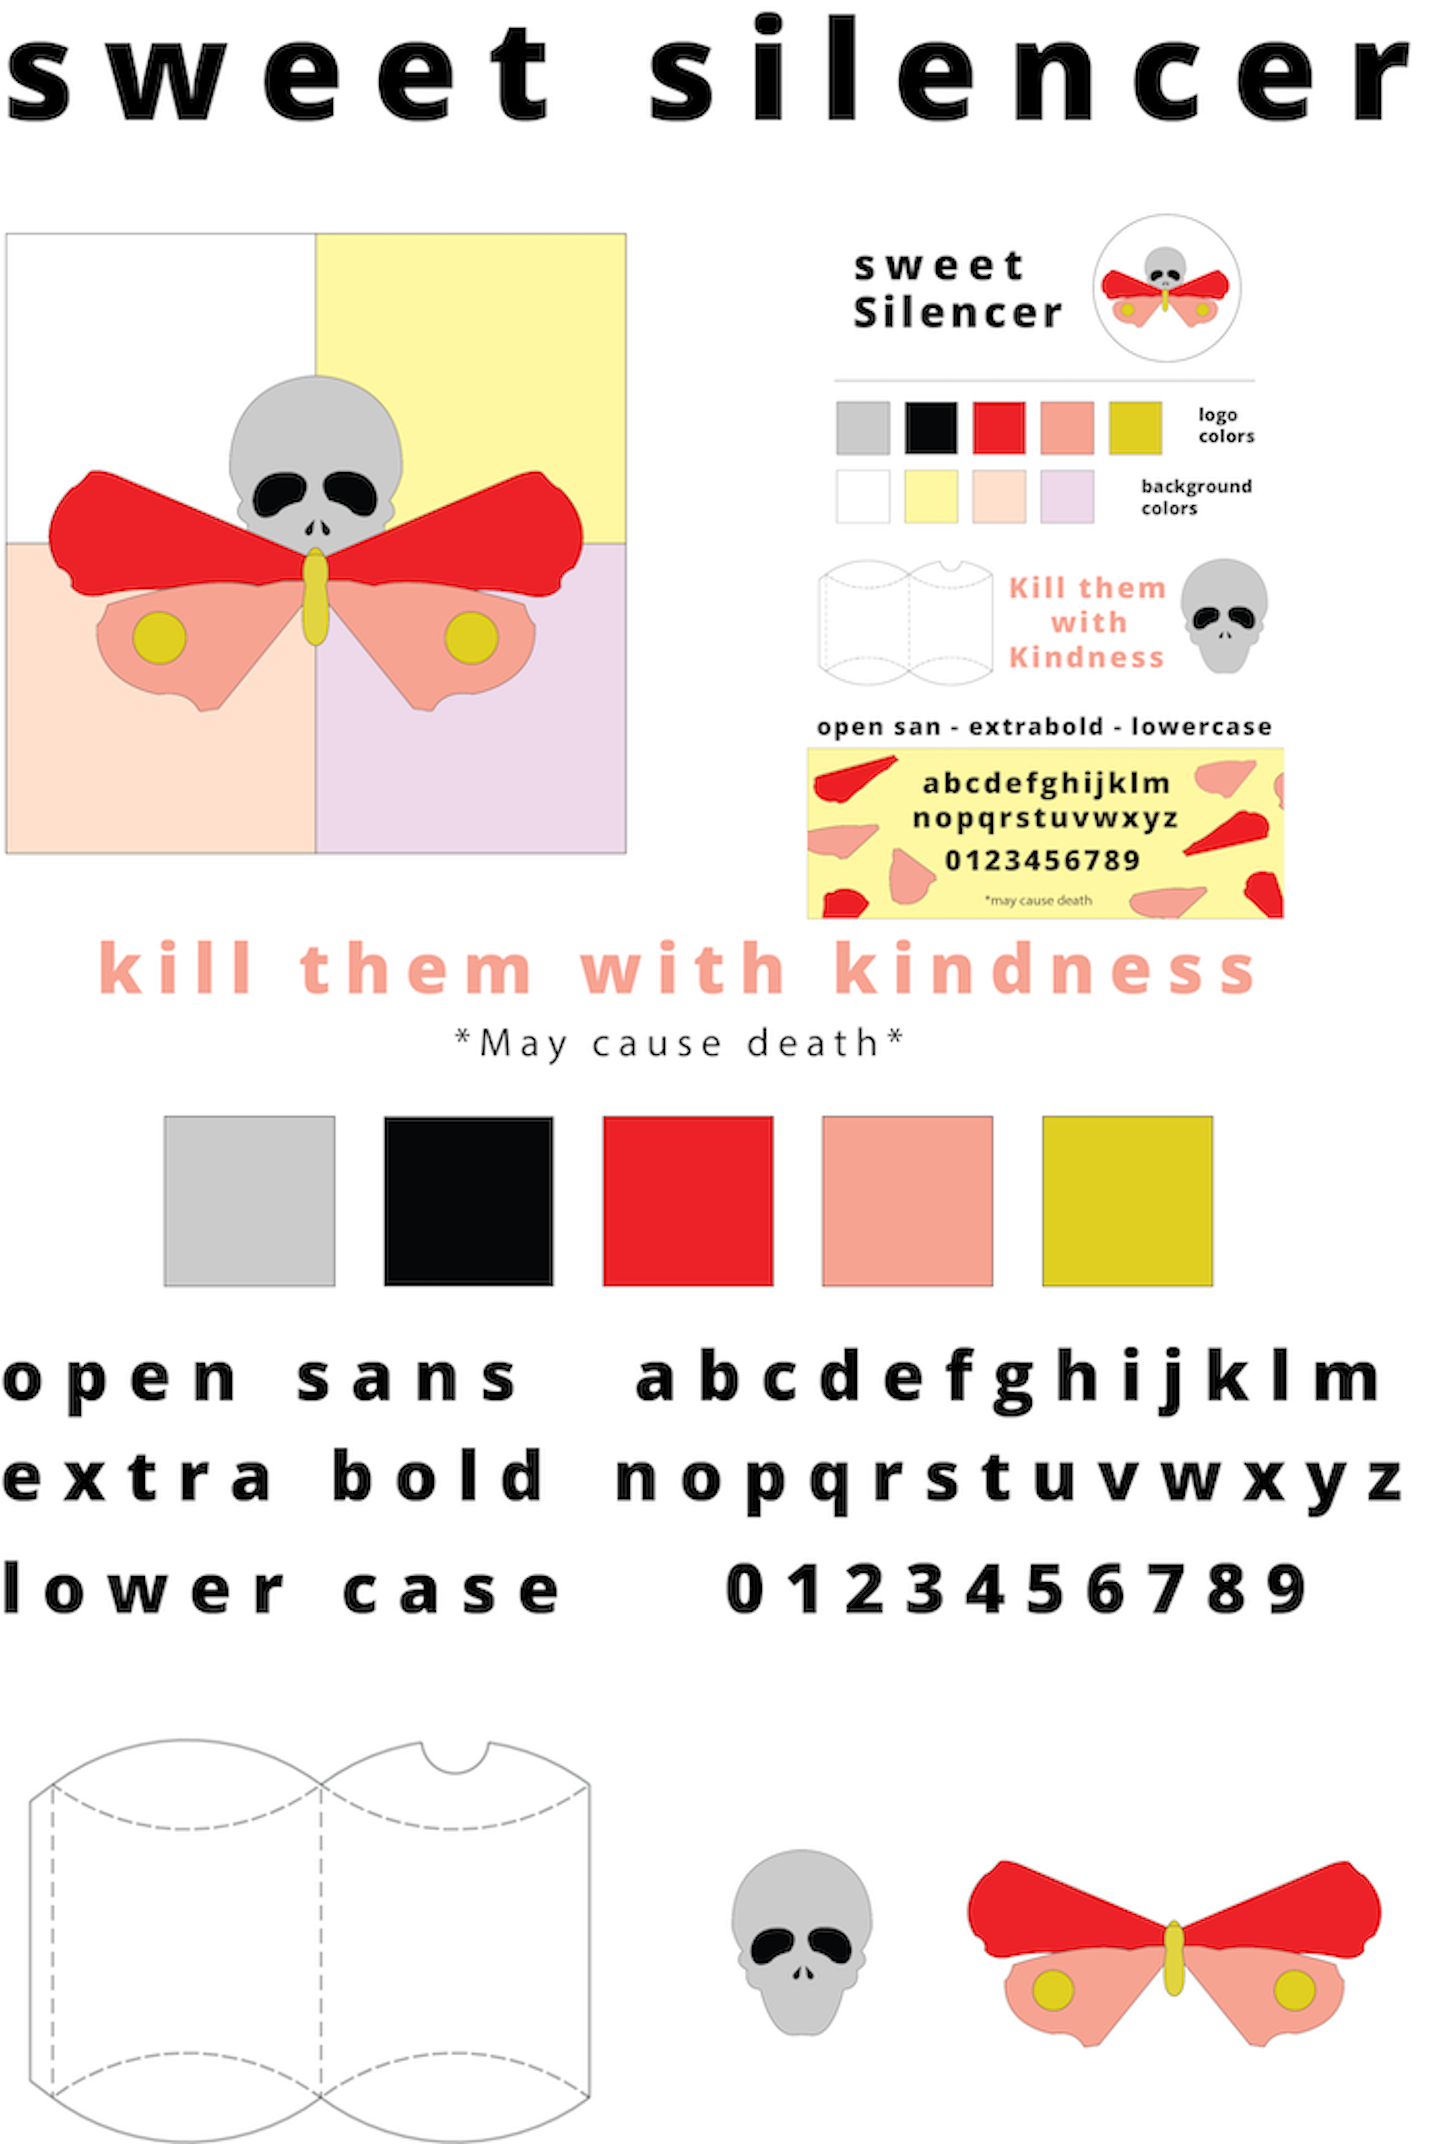 sweet silencer
sweet
Silencer
logo
colors
background
colors
Kill them
with
Kindness
open san - extrabold - lowercase
abcdefghijklm
nopqrstuvwxyz
0123456789
*may cause death
kill them with kindness
*May cause death*
open sans
extra bold
lower case
abcdefghijklm
nopqrstuvwxyz
0123456789